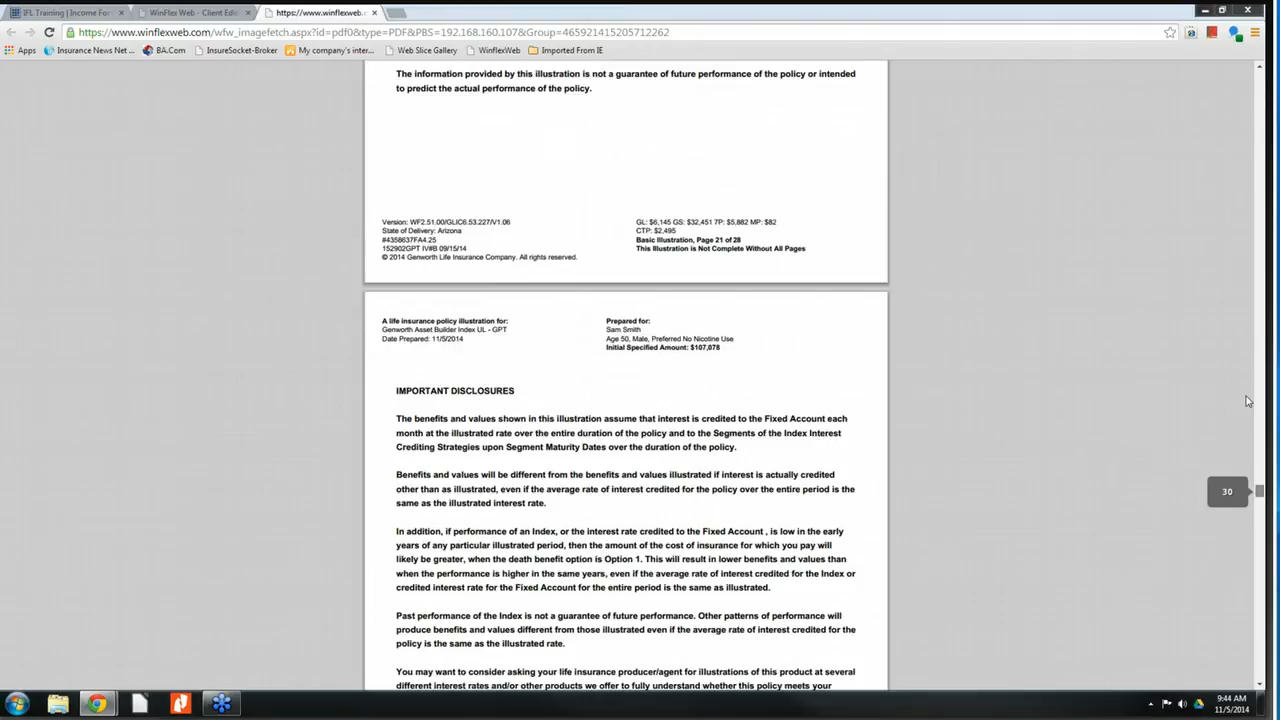 IFL Training | Income For
WinFlex Web - Client Edi
https://www.winflexweb.c
https://www.winflexweb.com/wfw_imagefetch.aspx?id=pdf0&type=PDF&PBS=192.168.160.107&Group=465921415205712262
Apps
Insurance News Net ...
BA.Com
InsureSocket-Broker
My company's inter...
Web Slice Gallery
WinflexWeb
Imported From IE
The information provided by this illustration is not a guarantee of future performance of the policy or intended
to predict the actual performance of the policy.
Version: WF2.51.00/GLIC6.53.227/V1.06
State of Delivery: Arizona
#4358637FA4.25
152902GPT IV#B 09/15/14
© 2014 Genworth Life Insurance Company. All rights reserved.
GL: $6,145 GS: $32,451 7P: $5,882 MP: $82
CTP: $2,495
Basic Illustration, Page 21 of 28
This Illustration is Not Complete Without All Pages
A life insurance policy illustration for:
Genworth Asset Builder Index UL - GPT
Date Prepared: 11/5/2014
Prepared for:
Sam Smith
Age 50, Male, Preferred No Nicotine Use
Initial Specified Amount: $107,078
IMPORTANT DISCLOSURES
The benefits and values shown in this illustration assume that interest is credited to the Fixed Account each
month at the illustrated rate over the entire duration of the policy and to the Segments of the Index Interest
Crediting Strategies upon Segment Maturity Dates over the duration of the policy.
Benefits and values will be different from the benefits and values illustrated if interest is actually credited
other than as illustrated, even if the average rate of interest credited for the policy over the entire period is the
same as the illustrated interest rate.
In addition, if performance of an Index, or the interest rate credited to the Fixed Account , is low in the early
years of any particular illustrated period, then the amount of the cost of insurance for which you pay will
likely be greater, when the death benefit option is Option 1. This will result in lower benefits and values than
when the performance is higher in the same years, even if the average rate of interest credited for the Index or
credited interest rate for the Fixed Account for the entire period is the same as illustrated.
Past performance of the Index is not a guarantee of future performance. Other patterns of performance will
produce benefits and values different from those illustrated even if the average rate of interest credited for the
policy is the same as the illustrated rate.
You may want to consider asking your life insurance producer/agent for illustrations of this product at several
different interest rates and/or other products we offer to fully understand whether this policy meets your
30
9:44 AM
11/5/2014